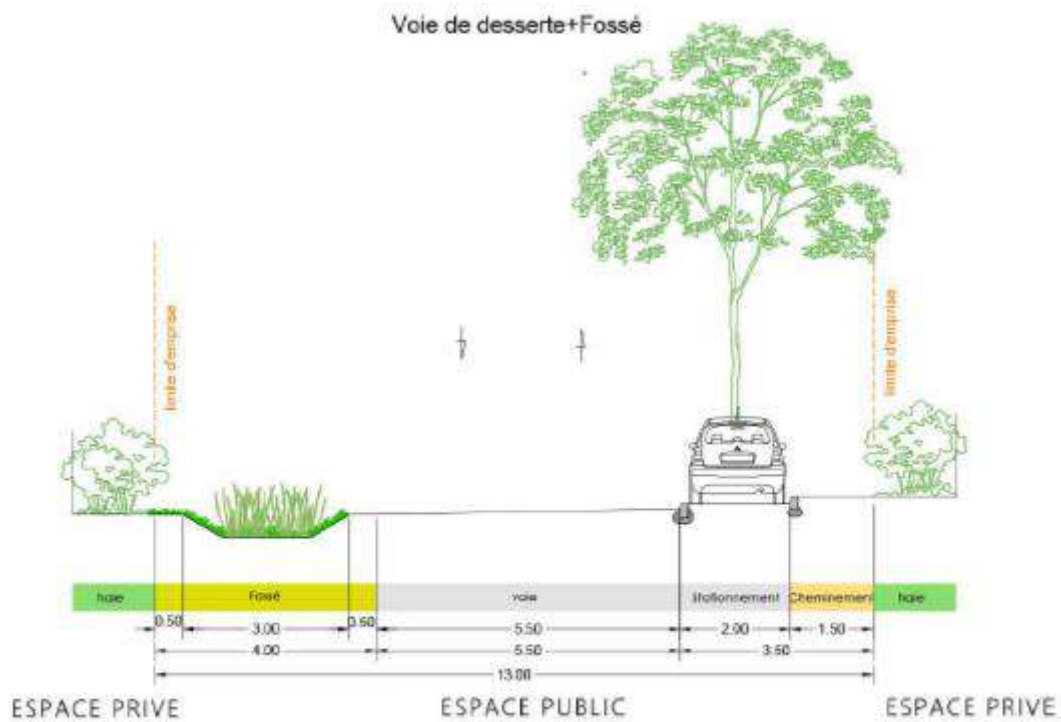 Voie de desserte+Fossé
limite d'emprise
limite d'emprise
haie Fossé voie Stationnement Cheminement haie
0.50 3.00 0.50 5.50 2.00 1.50
4.00 5.50 3.50
13.00
ESPACE PRIVE ESPACE PUBLIC ESPACE PRIVE